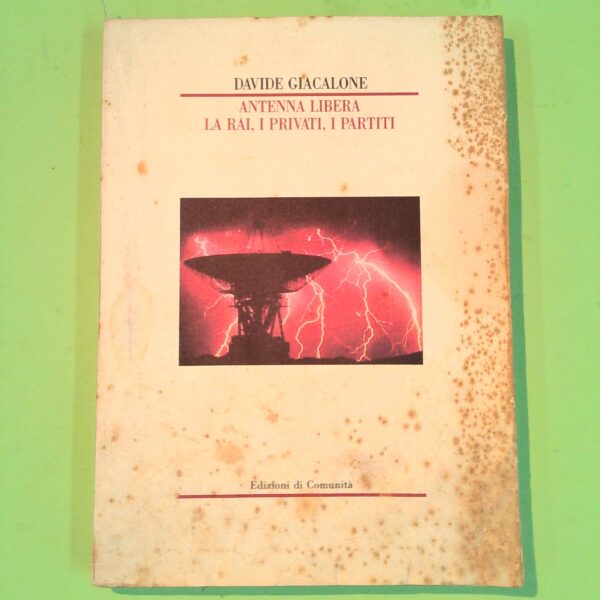 DAVIDE GIACALONE
ANTENNA LIBERA
LA RAI, I PRIVATI, I PARTITI
Edizioni di Comunità